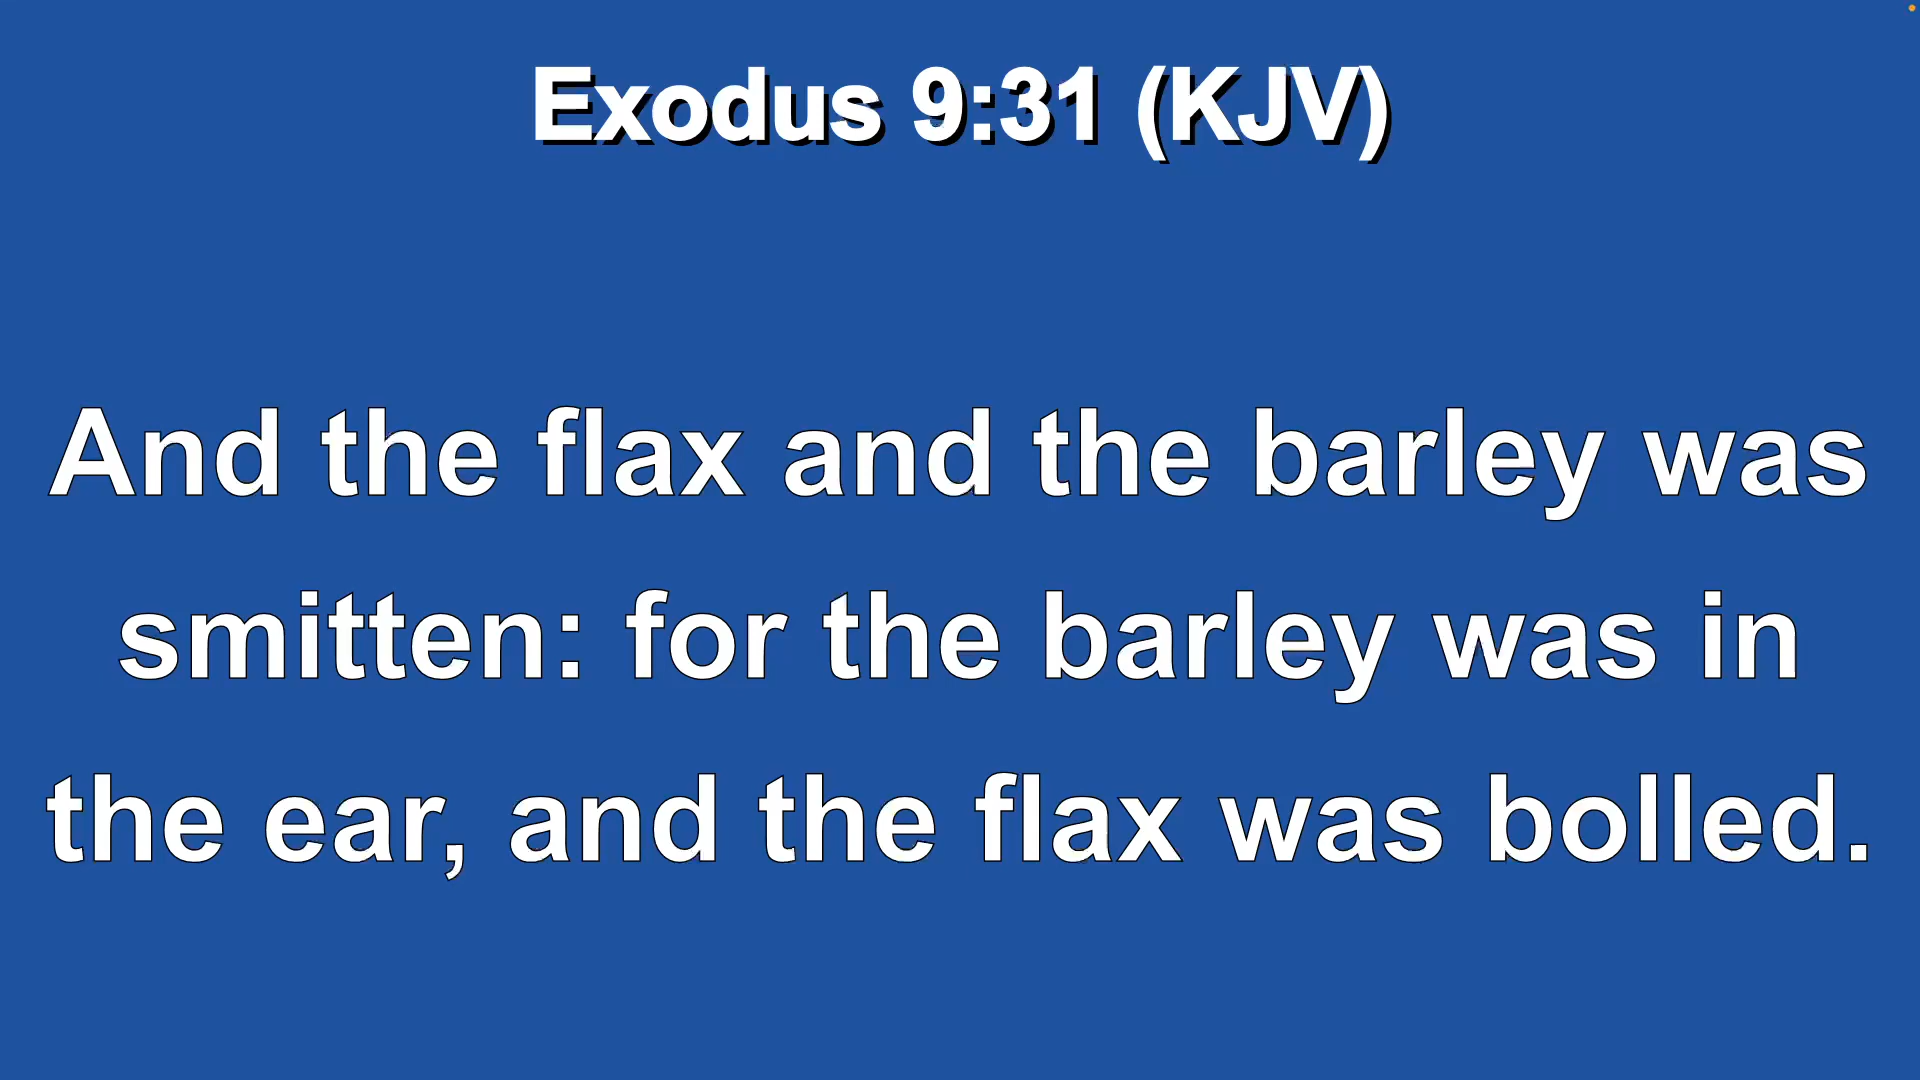 Exodus 9:31 (KJV)
And the flax and the barley was
smitten: for the barley was in
the ear, and the flax was bolled.